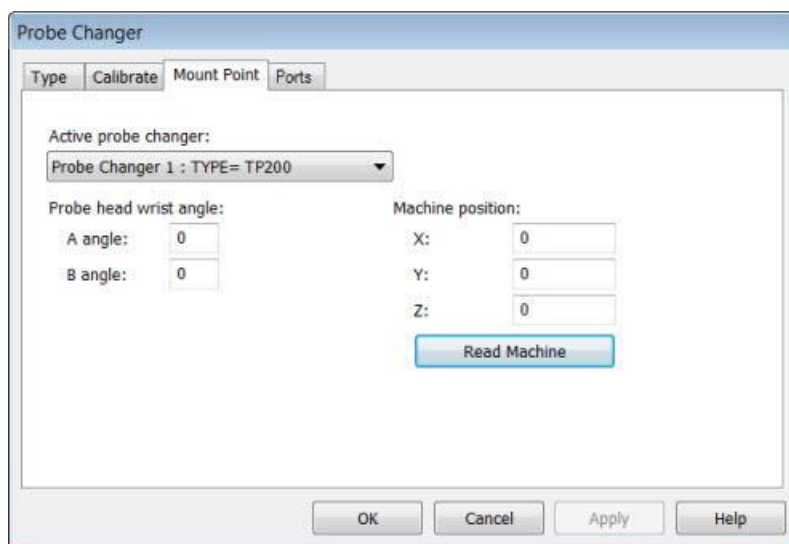 Probe Changer
Type Calibrate Mount Point Ports
Active probe changer:
Probe Changer 1 : TYPE= TP200
Probe head wrist angle: Machine position:
A angle: 0 X: 0
B angle: 0 Y: 0
Z: 0
Read Machine
OK Cancel Apply Help